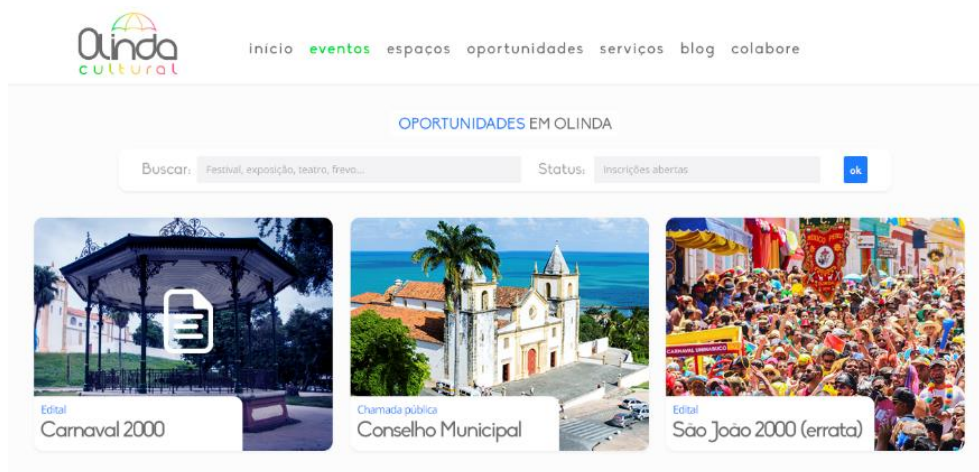 Olinda
cultural
início eventos espaços oportunidades serviços blog colabore
OPORTUNIDADES EM OLINDA
Buscar: Festival, exposição, teatro, frevo... Status: Inscrições abertas ok
Edital
Carnaval 2000
Chamada pública
Conselho Municipal
Edital
São João 2000 (errata)